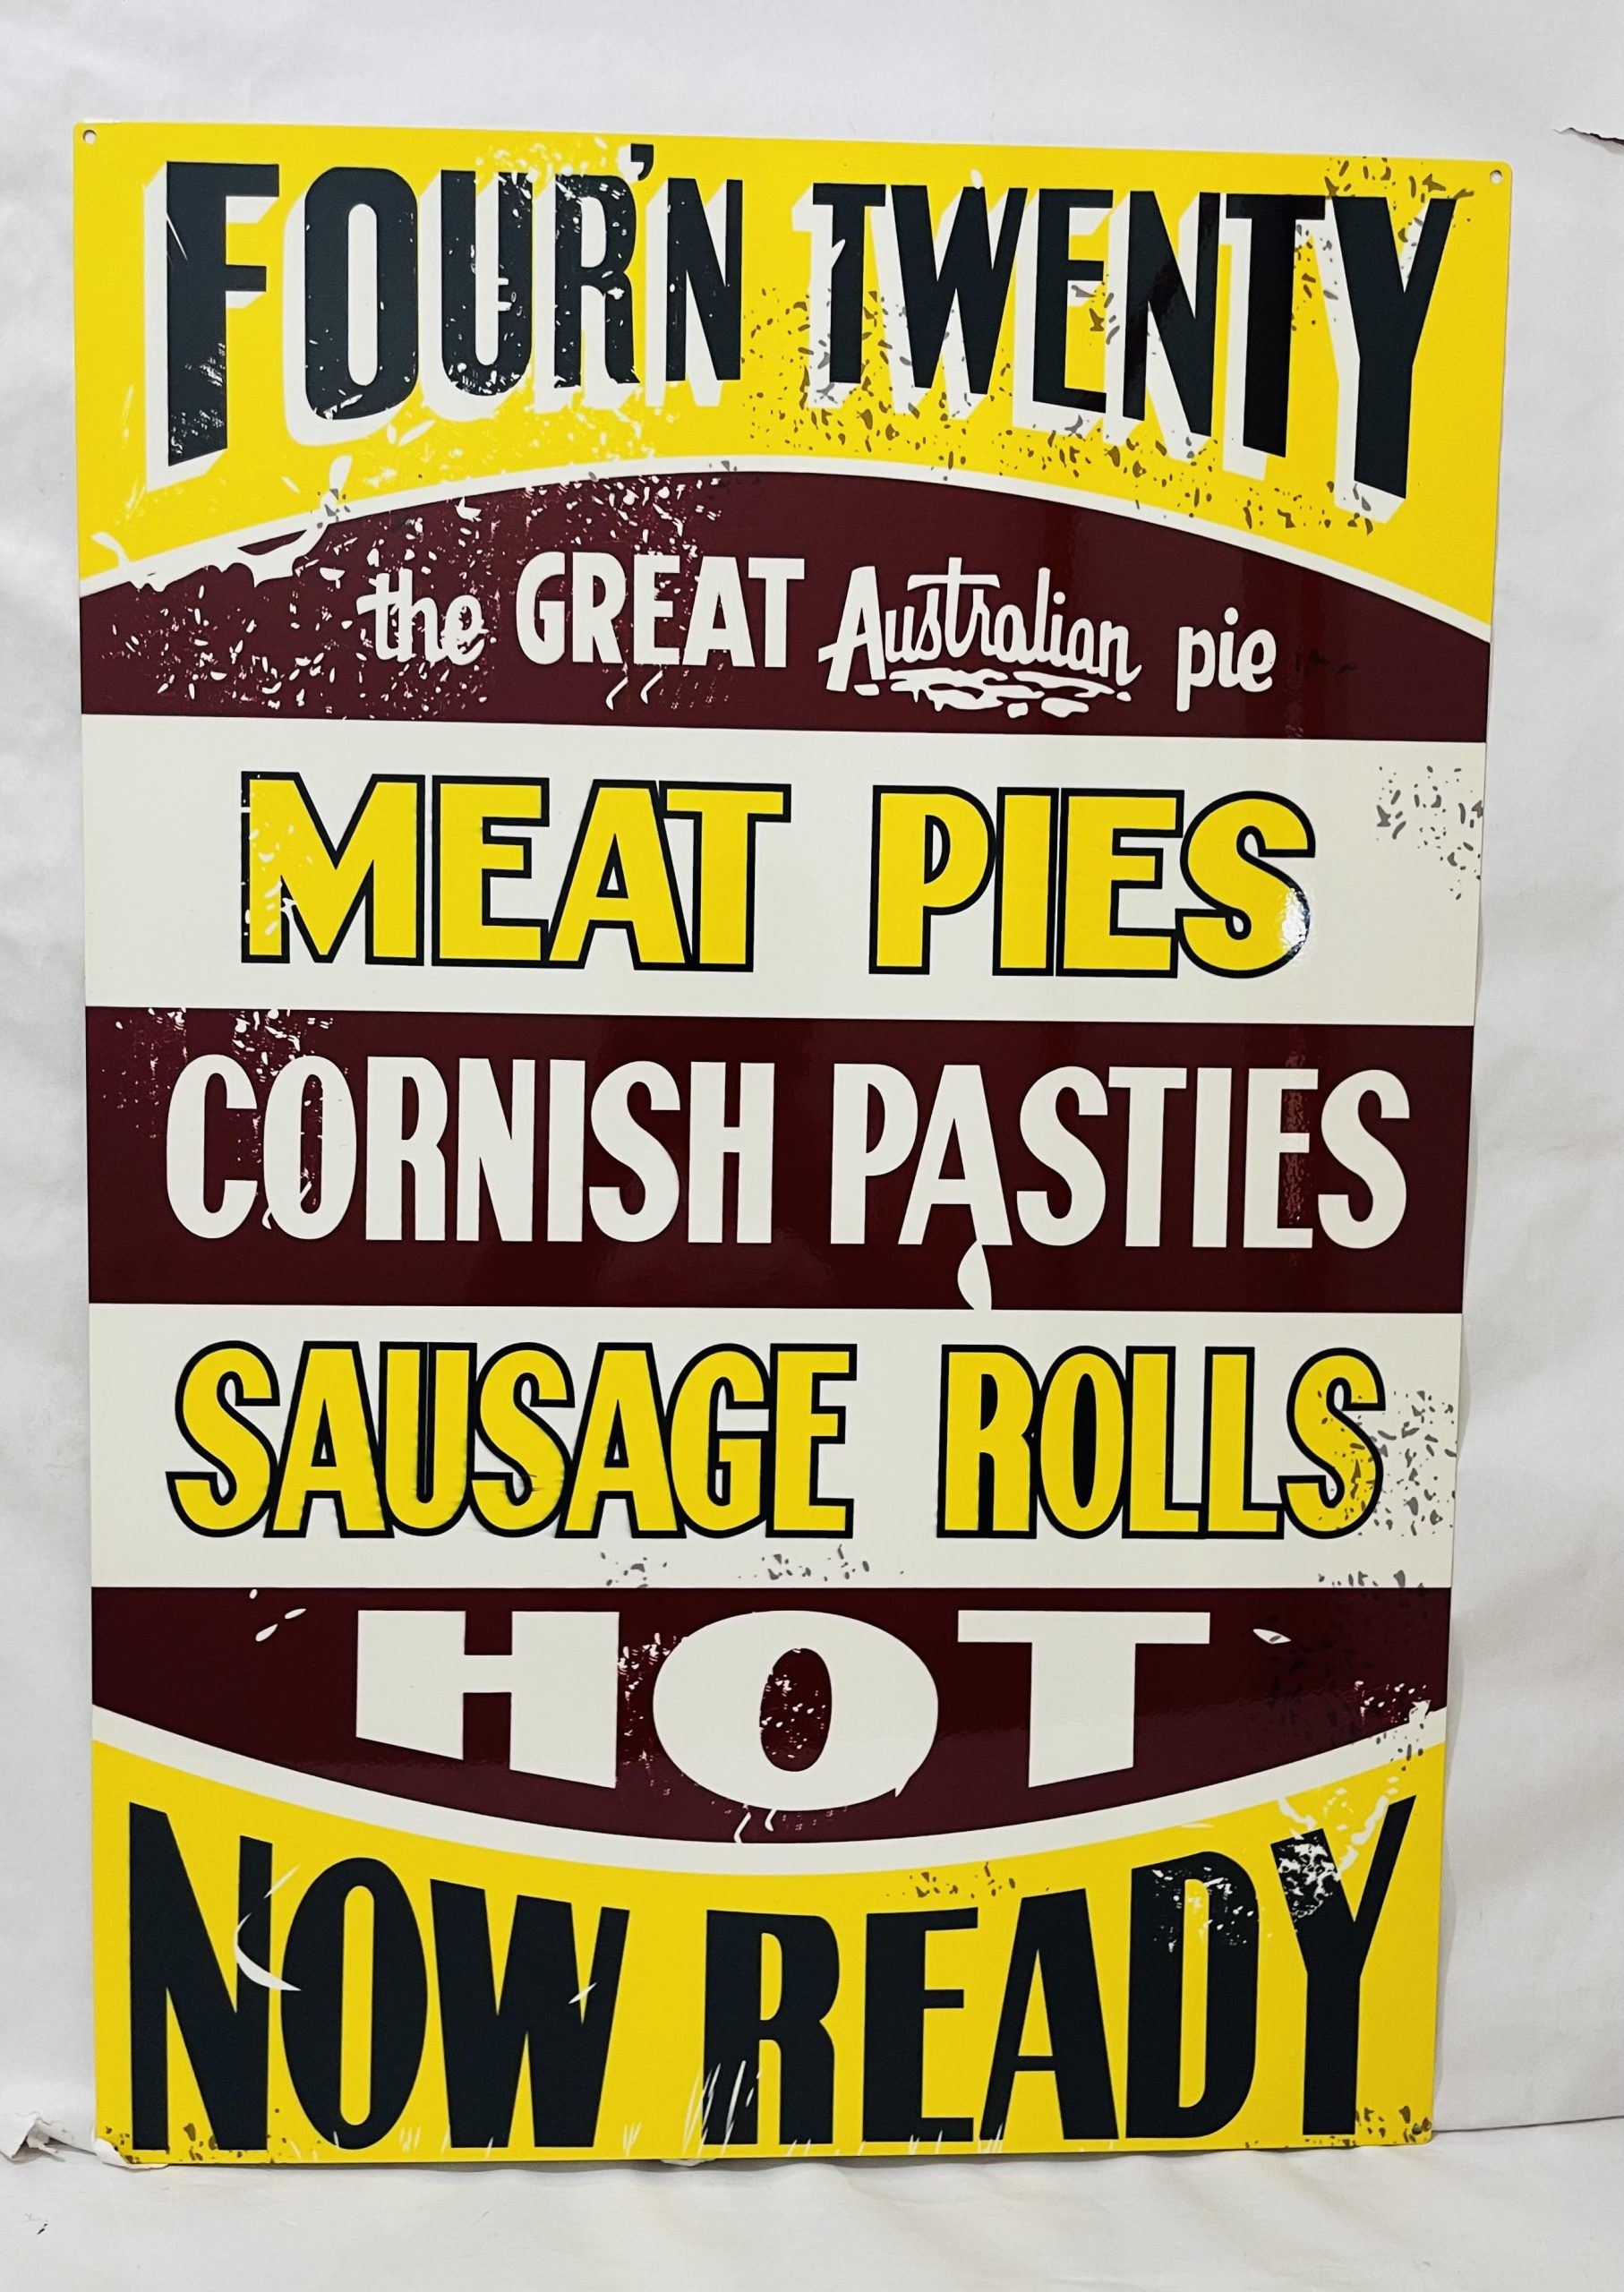 FOUR'N TWENTY
the GREAT Australian pie
MEAT PIES
CORNISH PASTIES
SAUSAGE ROLLS
HOT
NOW READY